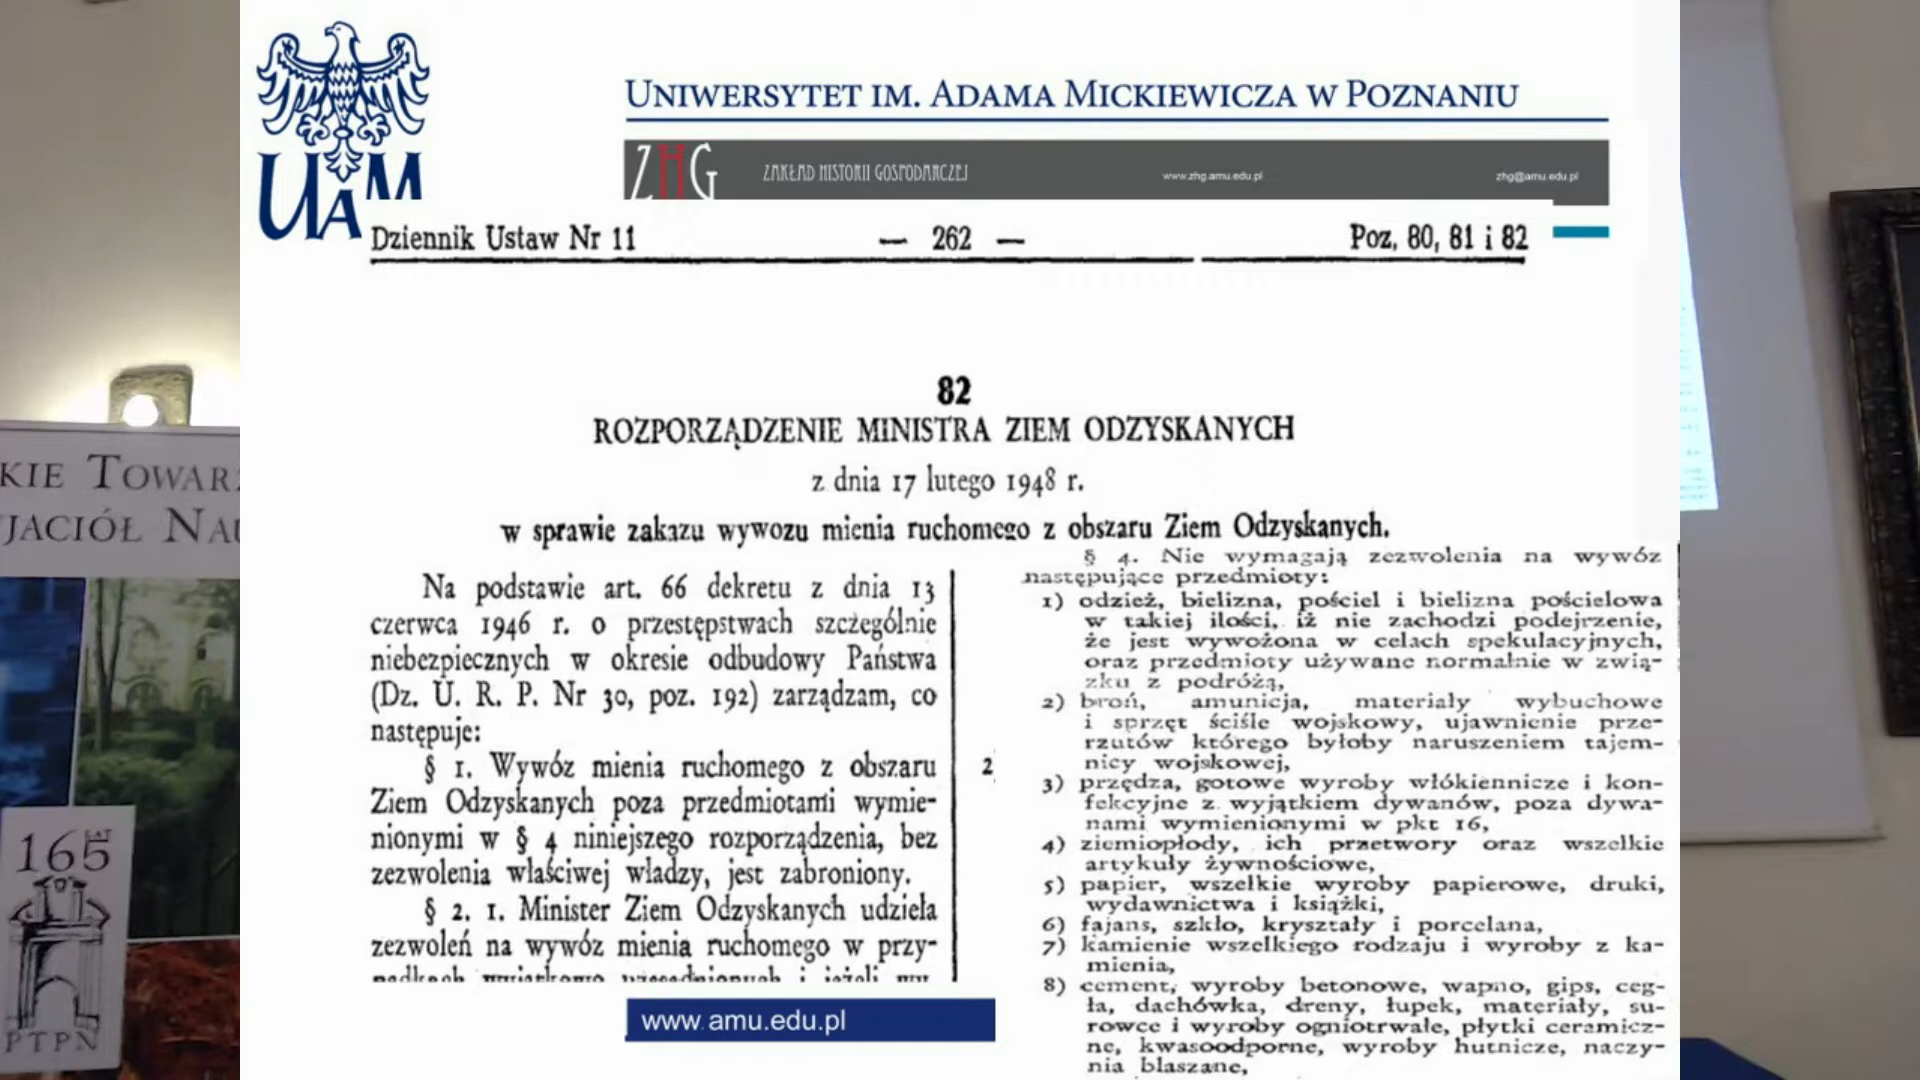 UAM
UNIWERSYTET IM. ADAMA MICKIEWICZA W POZNANIU
ZHG ZAKŁAD HISTORII GOSPODARCZEJ www.zhg.amu.edu.pl zhg@amu.edu.pl
Dziennik Ustaw Nr 11 — 262 — Poz. 80, 81 i 82
82
ROZPORZĄDZENIE MINISTRA ZIEM ODZYSKANYCH
z dnia 17 lutego 1948 r.
w sprawie zakazu wywozu mienia ruchomego z obszaru Ziem Odzyskanych.
Na podstawie art. 66 dekretu z dnia 13
czerwca 1946 r. o przestępstwach szczególnie
niebezpiecznych w okresie odbudowy Państwa
(Dz. U. R. P. Nr 30, poz. 192) zarządzam, co
następuje:
§ 1. Wywóz mienia ruchomego z obszaru
Ziem Odzyskanych poza przedmiotami wymie-
nionymi w § 4 niniejszego rozporządzenia, bez
zezwolenia właściwej władzy, jest zabroniony.
§ 2. 1. Minister Ziem Odzyskanych udziela
zezwoleń na wywóz mienia ruchomego w przy-
2
§ 4. Nie wymagają zezwolenia na wywóz
następujące przedmioty:
1) odzież, bielizna, pościel i bielizna pościelowa
w takiej ilości, iż nie zachodzi podejrzenie,
że jest wywożona w celach spekulacyjnych,
oraz przedmioty używane normalnie w zwią-
zku z podróżą,
2) broń, amunicja, materiały wybuchowe
i sprzęt ściśle wojskowy, ujawnienie prze-
rzutów którego byłoby naruszeniem tajem-
nicy wojskowej,
3) przędza, gotowe wyroby włókiennicze i kon-
fekcyjne z wyjątkiem dywanów, poza dywa-
nami wymienionymi w pkt 16,
4) ziemiopłody, ich przetwory oraz wszelkie
artykuły żywnościowe,
5) papier, wszelkie wyroby papierowe, druki,
wydawnictwa i książki,
6) fajans, szkło, kryształy i porcelana,
7) kamienie wszelkiego rodzaju i wyroby z ka-
mienia,
8) cement, wyroby betonowe, wapno, gips, ceg-
ła, dachówka, dreny, łupek, materiały, su-
rowce i wyroby ogniotrwałe, płytki ceramicz-
ne, kwasoodporne, wyroby hutnicze, naczy-
nia blaszane,
www.amu.edu.pl
KIE TOWAR
JACIÓŁ NA
165 LAT
PTPN